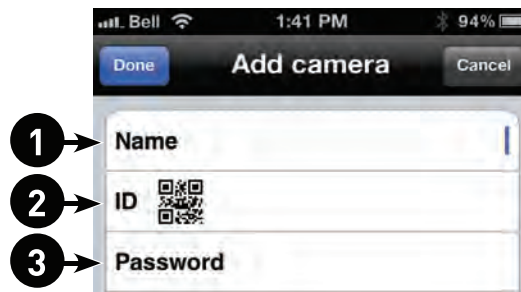 Bell 1:41 PM 94%
Done Add camera Cancel
1 Name
2 ID
3 Password